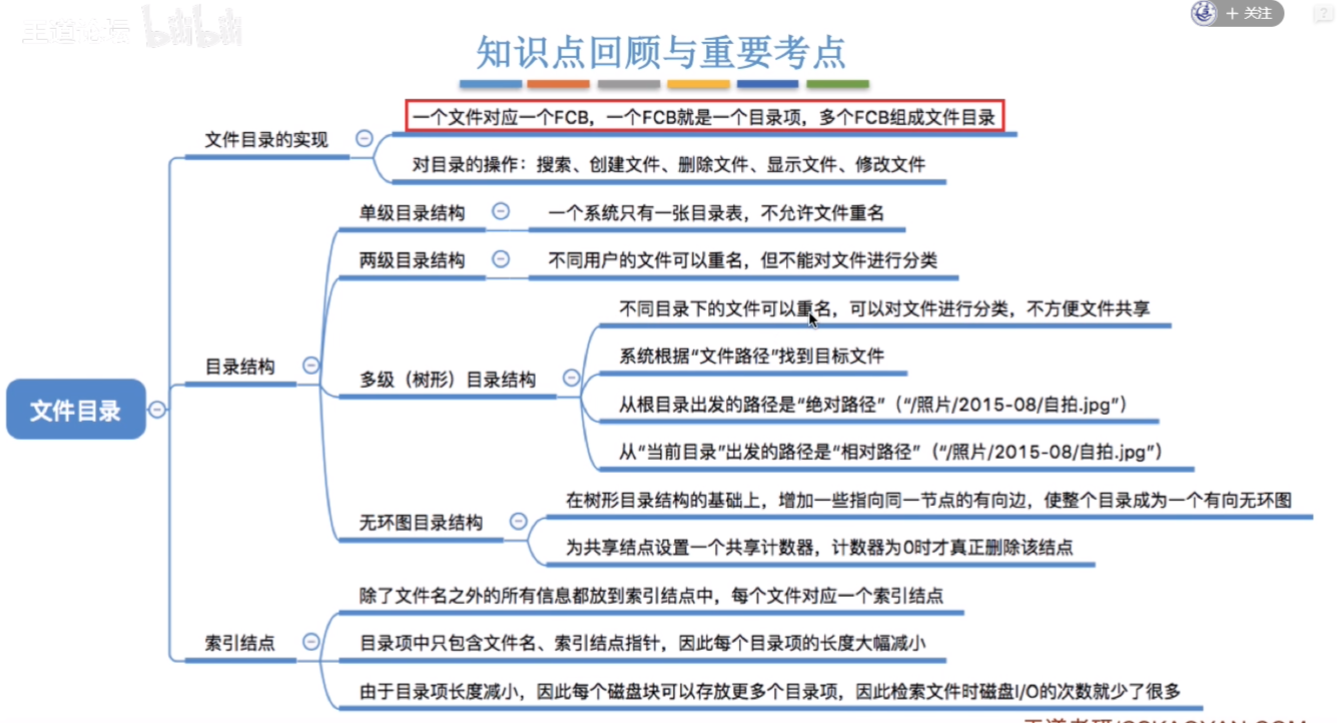 王道论坛 bilibili
+ 关注
?
知识点回顾与重要考点
一个文件对应一个FCB，一个FCB就是一个目录项，多个FCB组成文件目录
文件目录的实现
对目录的操作：搜索、创建文件、删除文件、显示文件、修改文件
单级目录结构
一个系统只有一张目录表，不允许文件重名
两级目录结构
不同用户的文件可以重名，但不能对文件进行分类
不同目录下的文件可以重名，可以对文件进行分类，不方便文件共享
系统根据“文件路径”找到目标文件
目录结构
多级（树形）目录结构
从根目录出发的路径是“绝对路径”（“/照片/2015-08/自拍.jpg”）
文件目录
从“当前目录”出发的路径是“相对路径”（“/照片/2015-08/自拍.jpg”）
在树形目录结构的基础上，增加一些指向同一节点的有向边，使整个目录成为一个有向无环图
无环图目录结构
为共享结点设置一个共享计数器，计数器为0时才真正删除该结点
除了文件名之外的所有信息都放到索引结点中，每个文件对应一个索引结点
索引结点
目录项中只包含文件名、索引结点指针，因此每个目录项的长度大幅减小
由于目录项长度减小，因此每个磁盘块可以存放更多个目录项，因此检索文件时磁盘I/O的次数就少了很多